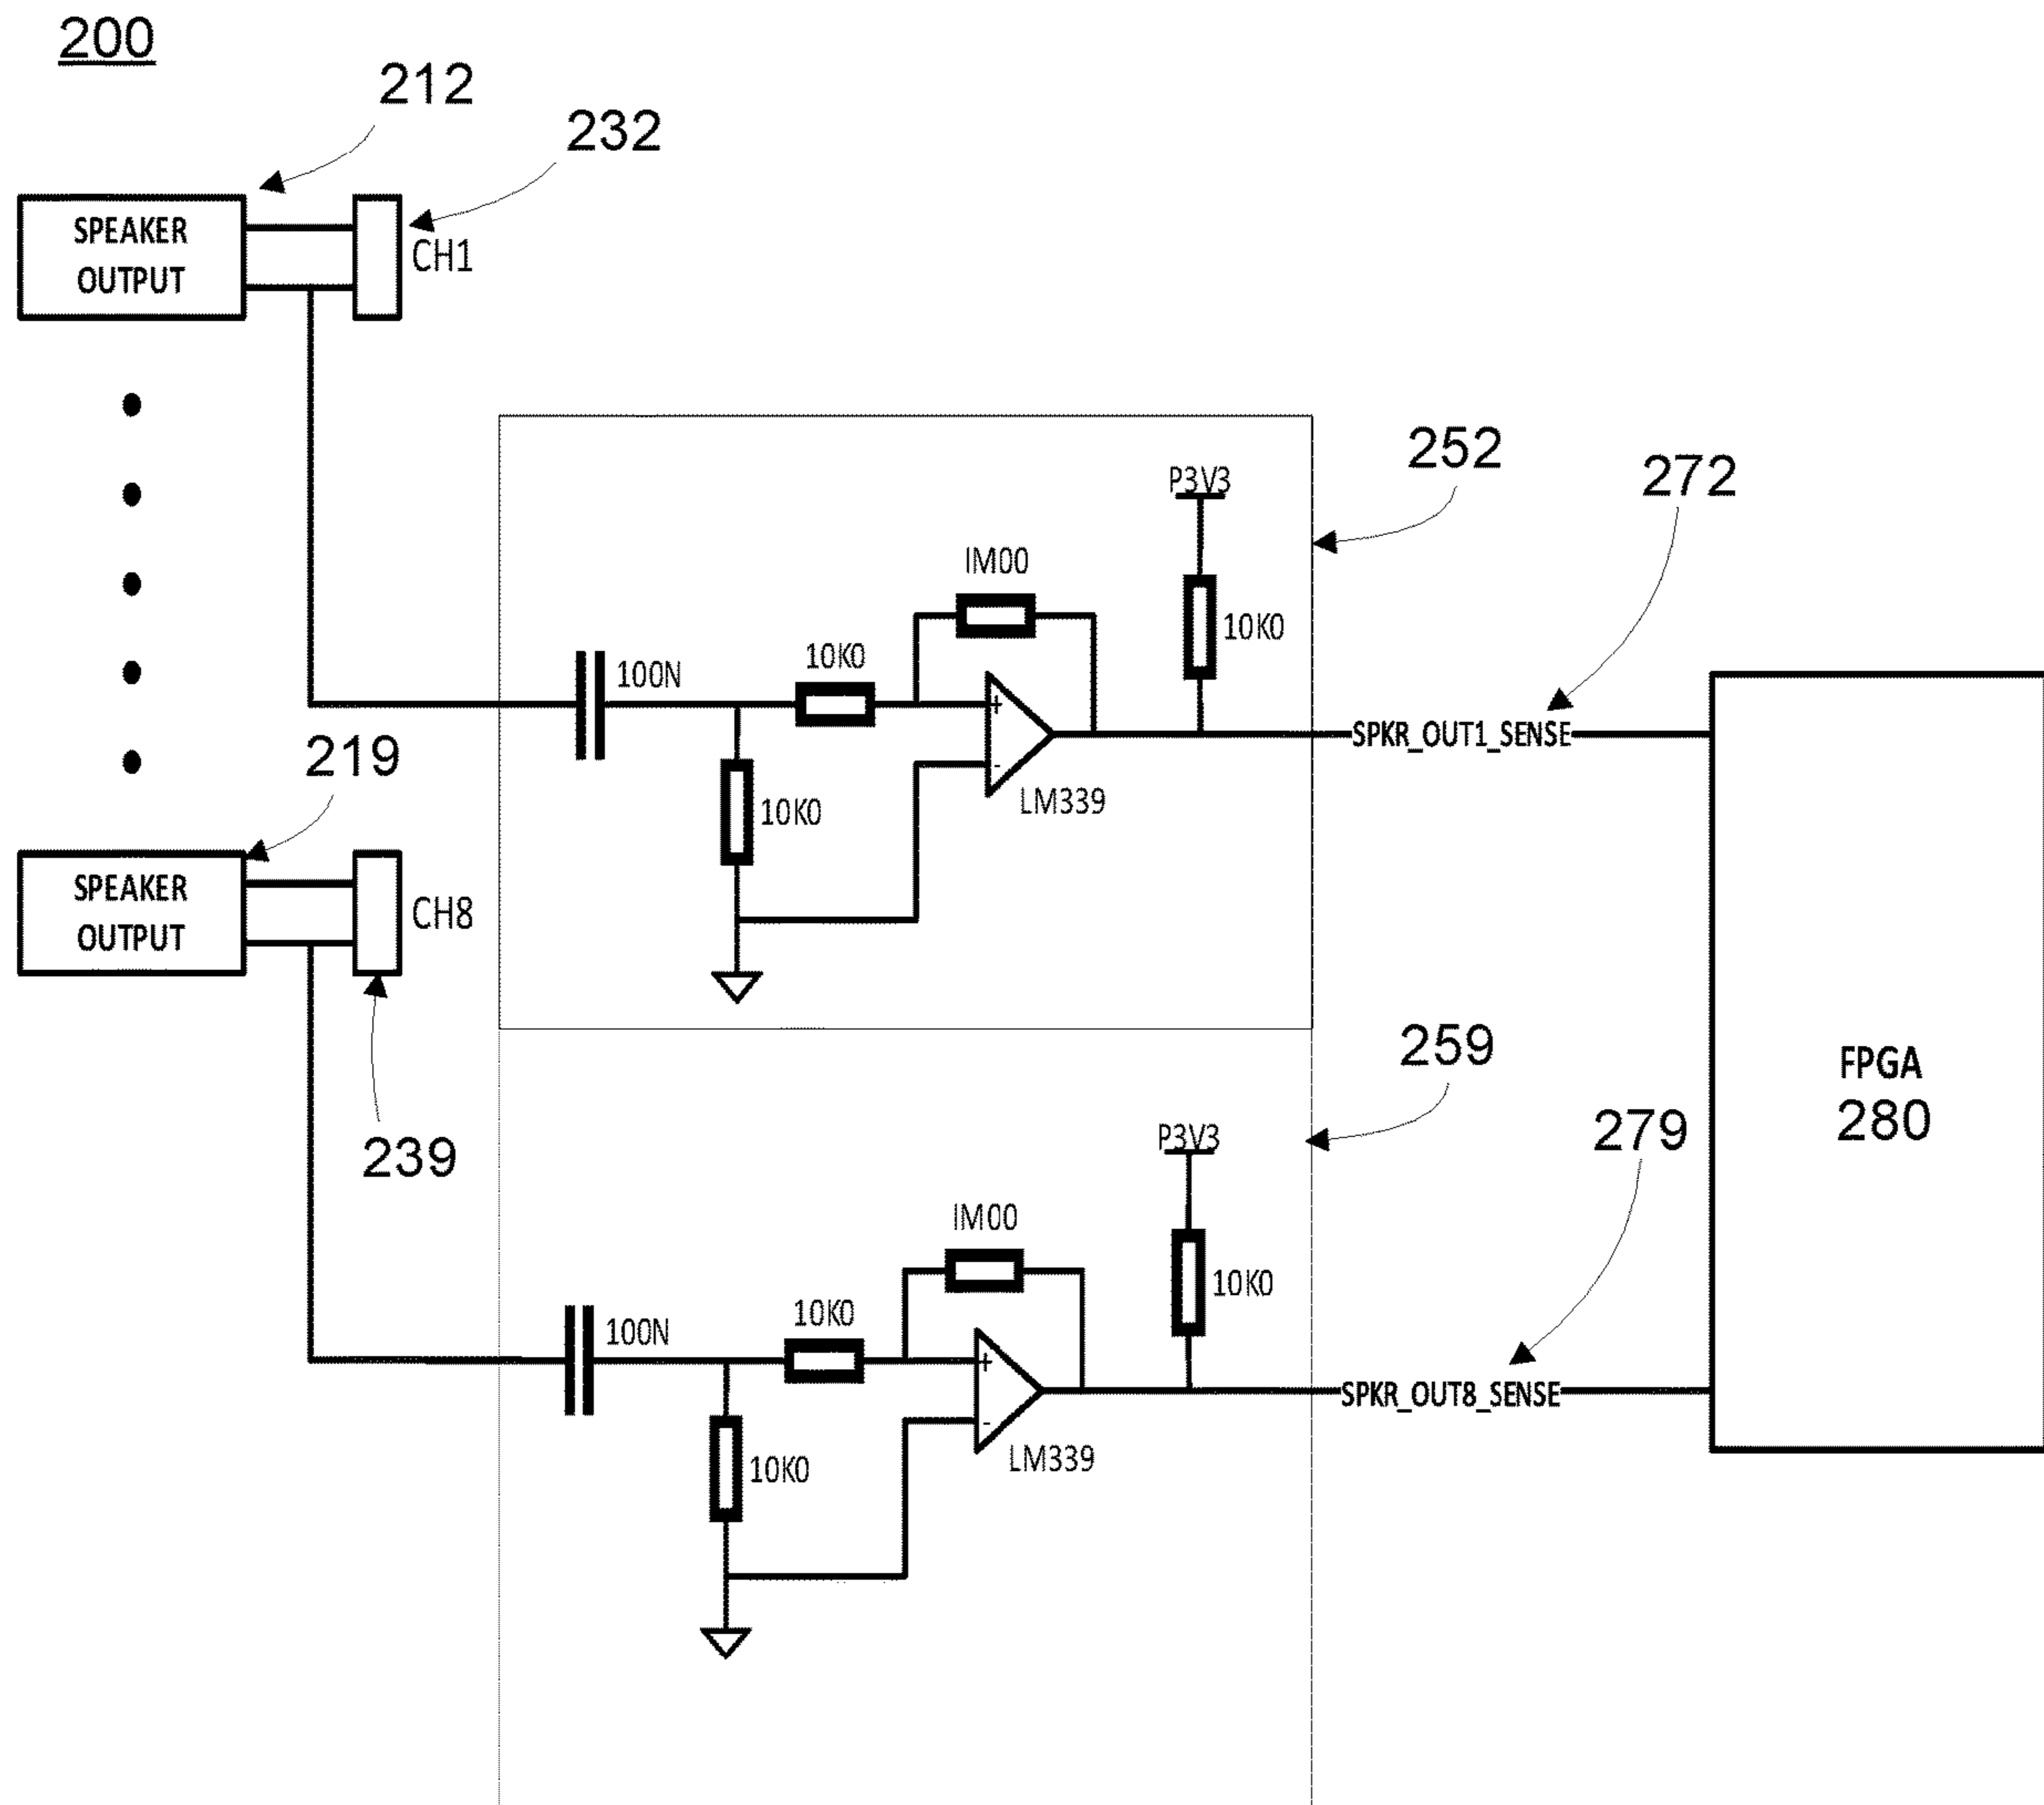 200
212
232
SPEAKER
OUTPUT
CH1
252
272
P3V3
IM00
10K0
100N
10K0
+
-
LM339
10K0
SPKR_OUT1_SENSE
219
SPEAKER
OUTPUT
CH8
239
259
279
FPGA
280
P3V3
IM00
10K0
100N
10K0
+
-
LM339
10K0
SPKR_OUT8_SENSE